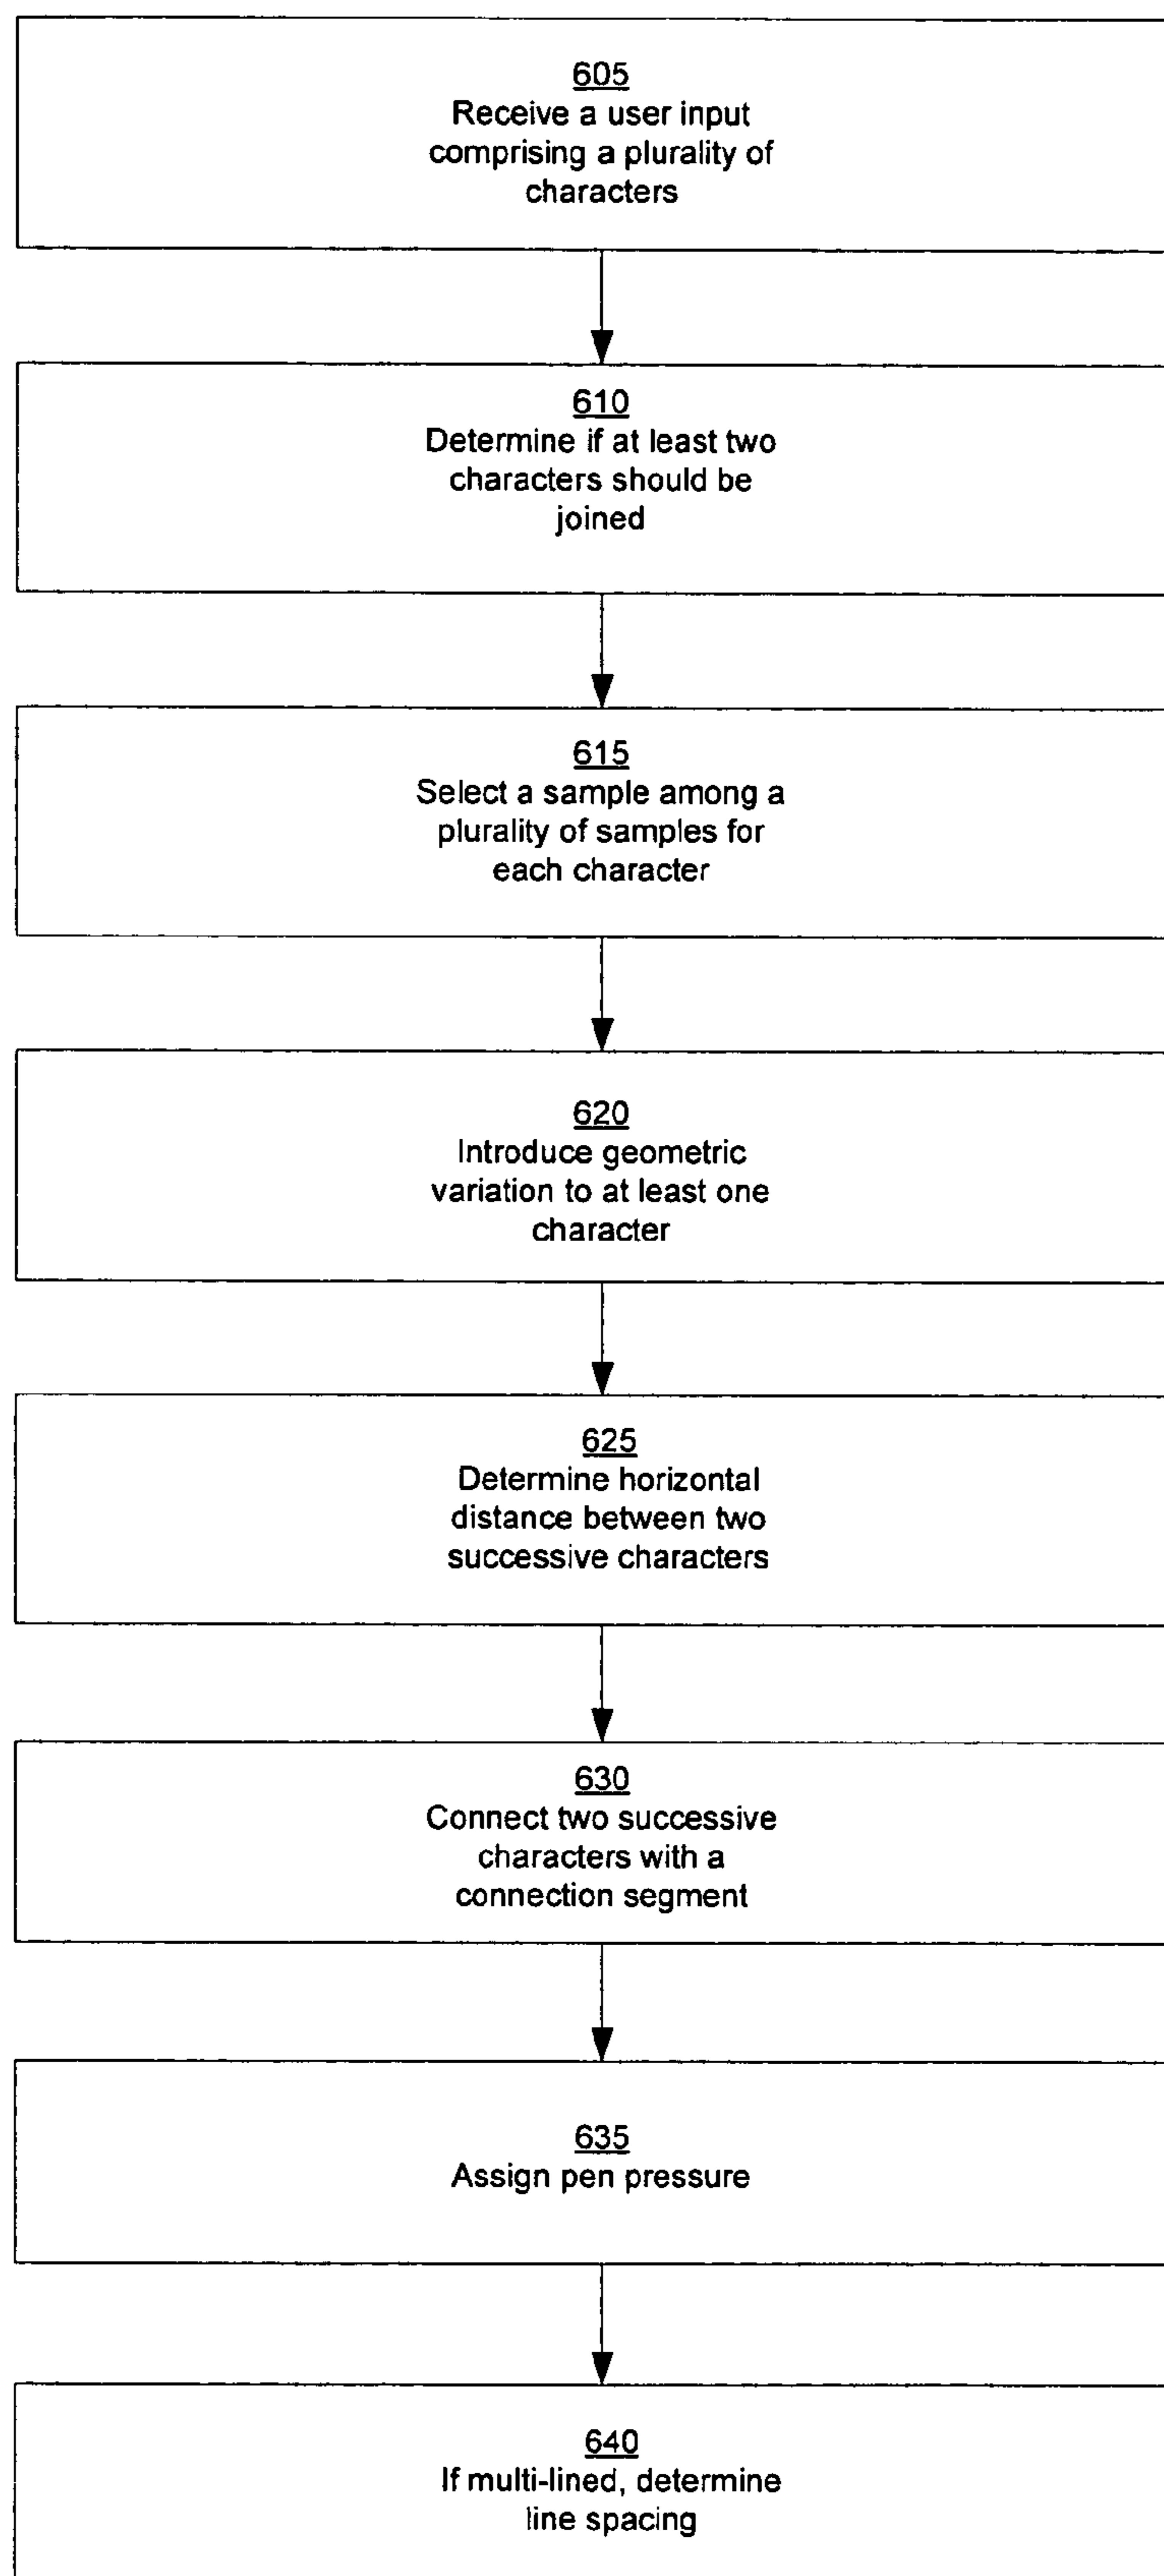 605
Receive a user input
comprising a plurality of
characters
610
Determine if at least two
characters should be
joined
615
Select a sample among a
plurality of samples for
each character
620
Introduce geometric
variation to at least one
character
625
Determine horizontal
distance between two
successive characters
630
Connect two successive
characters with a
connection segment
635
Assign pen pressure
640
If multi-lined, determine
line spacing